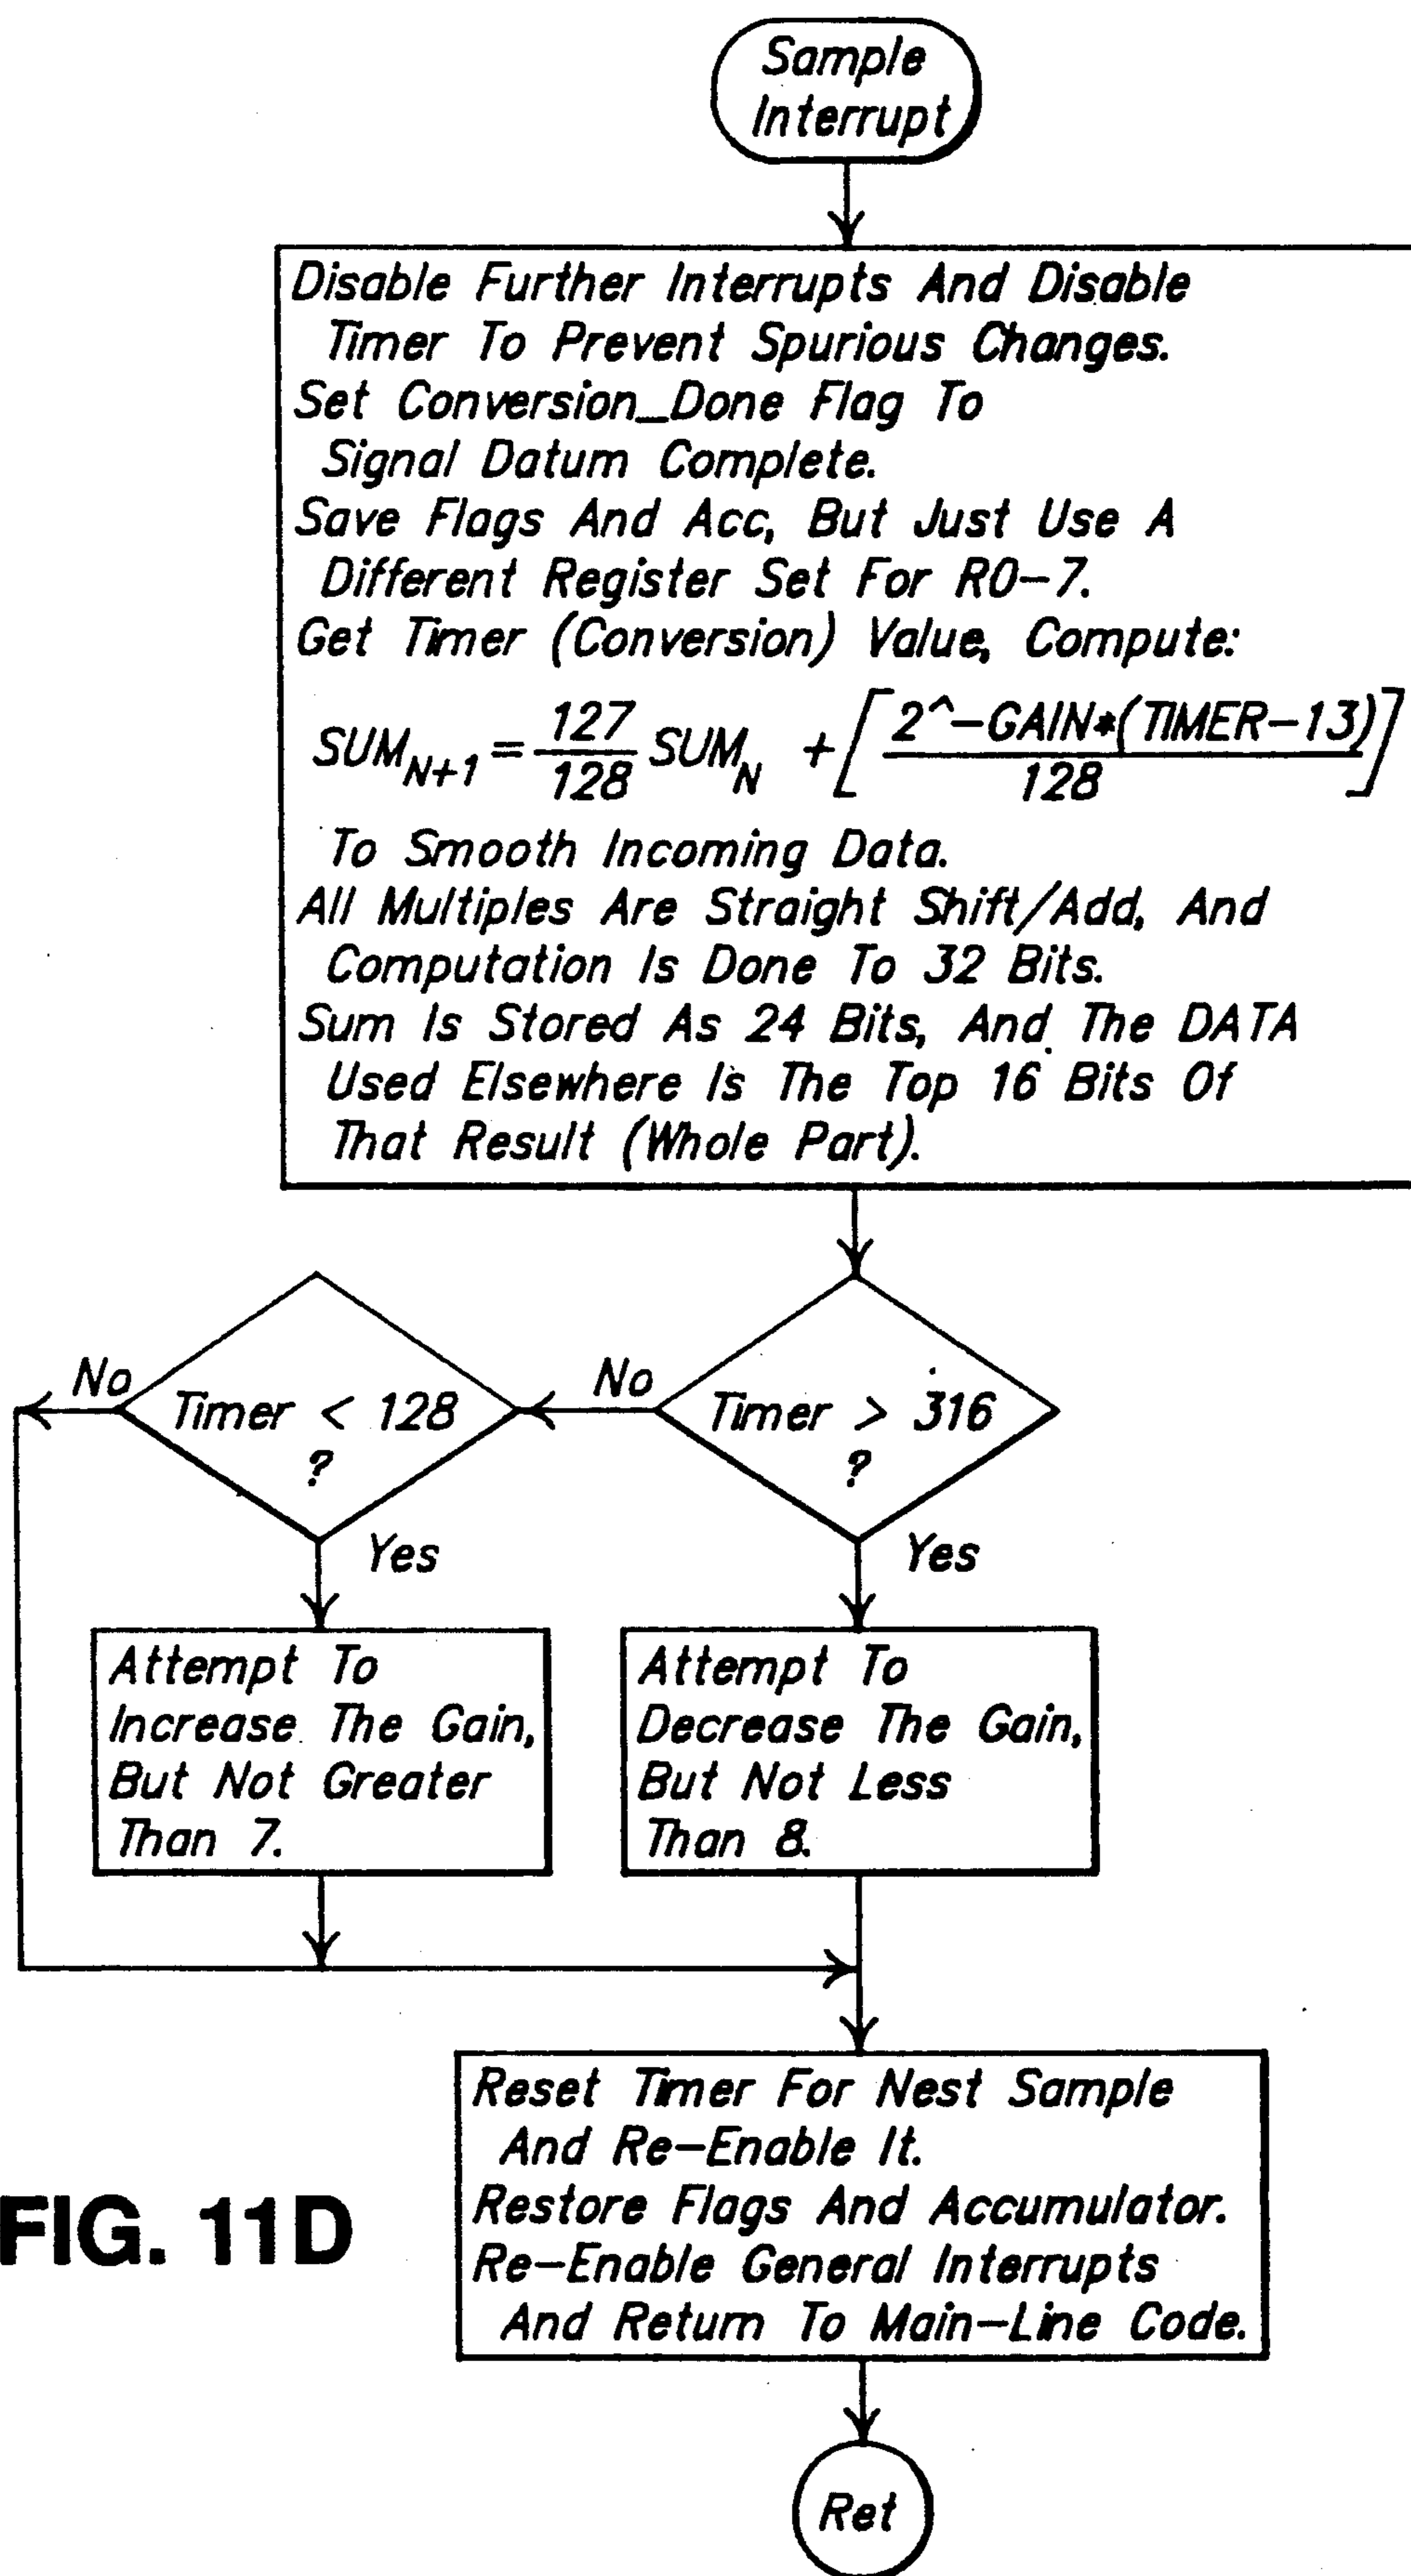 Sample
Interrupt
Disable Further Interrupts And Disable
Timer To Prevent Spurious Changes.
Set Conversion_Done Flag To
Signal Datum Complete.
Save Flags And Acc, But Just Use A
Different Register Set For R0-7.
Get Timer (Conversion) Value, Compute:
SUM_{N+1} = 127/128 SUM_N + [2^-GAIN*(TIMER-13)/128]
To Smooth Incoming Data.
All Multiples Are Straight Shift/Add, And
Computation Is Done To 32 Bits.
Sum Is Stored As 24 Bits, And The DATA
Used Elsewhere Is The Top 16 Bits Of
That Result (Whole Part).
No
Timer < 128
?
No
Timer > 316
?
Yes
Yes
Attempt To
Increase The Gain,
But Not Greater
Than 7.
Attempt To
Decrease The Gain,
But Not Less
Than 8.
Reset Timer For Nest Sample
And Re-Enable It.
Restore Flags And Accumulator.
Re-Enable General Interrupts
And Return To Main-Line Code.
FIG. 11D
Ret